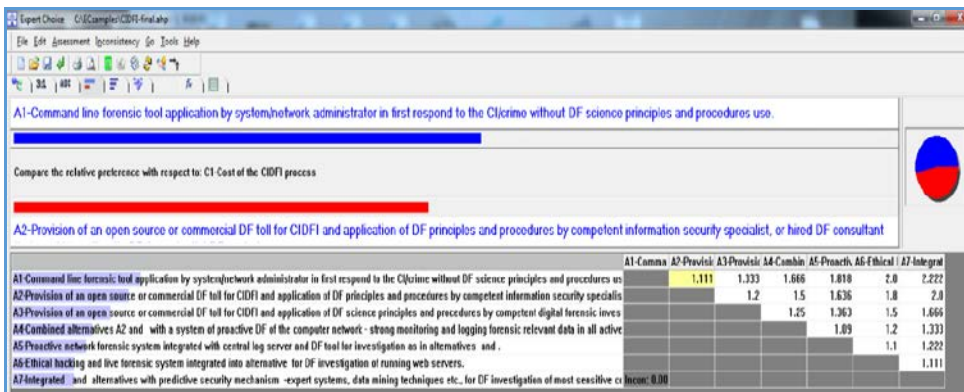 Expert Choice C:\ECsamples\CIDFI-final.ahp
File Edit Assessment Inconsistency Go Tools Help
A1-Command line forensic tool application by system/network administrator in first respond to the CI/crime without DF science principles and procedures use.
Compare the relative preference with respect to: C1-Cost of the CIDFI process
A2-Provision of an open source or commercial DF toll for CIDFI and application of DF principles and procedures by competent information security specialist, or hired DF consultant
A1-Comma A2-Provisi A3-Provisic A4-Combin A5-Proactiv A6-Ethical A7-Integrat
A1-Command line forensic tool application by system/network administrator in first respond to the CI/crime without DF science principles and procedures us 1.111 1.333 1.666 1.818 2.0 2.222
A2-Provision of an open source or commercial DF toll for CIDFI and application of DF principles and procedures by competent information security specialis 1.2 1.5 1.636 1.8 2.0
A3-Provision of an open source or commercial DF toll for CIDFI and application of DF science principles and procedures by competent digital forensic inves 1.25 1.363 1.5 1.666
A4-Combined alternatives A2 and with a system of proactive DF of the computer network - strong monitoring and logging forensic relevant data in all active 1.09 1.2 1.333
A5-Proactive network forensic system integrated with central log server and DF tool for investigation as in alternatives and . 1.1 1.222
A6-Ethical hacking and live forensic system integrated into alternative for DF investigation of running web servers. 1.111
A7-Integrated and alternatives with predictive security mechanism -expert systems, data mining techniques etc., for DF investigation of most sensitive co Incon: 0.00